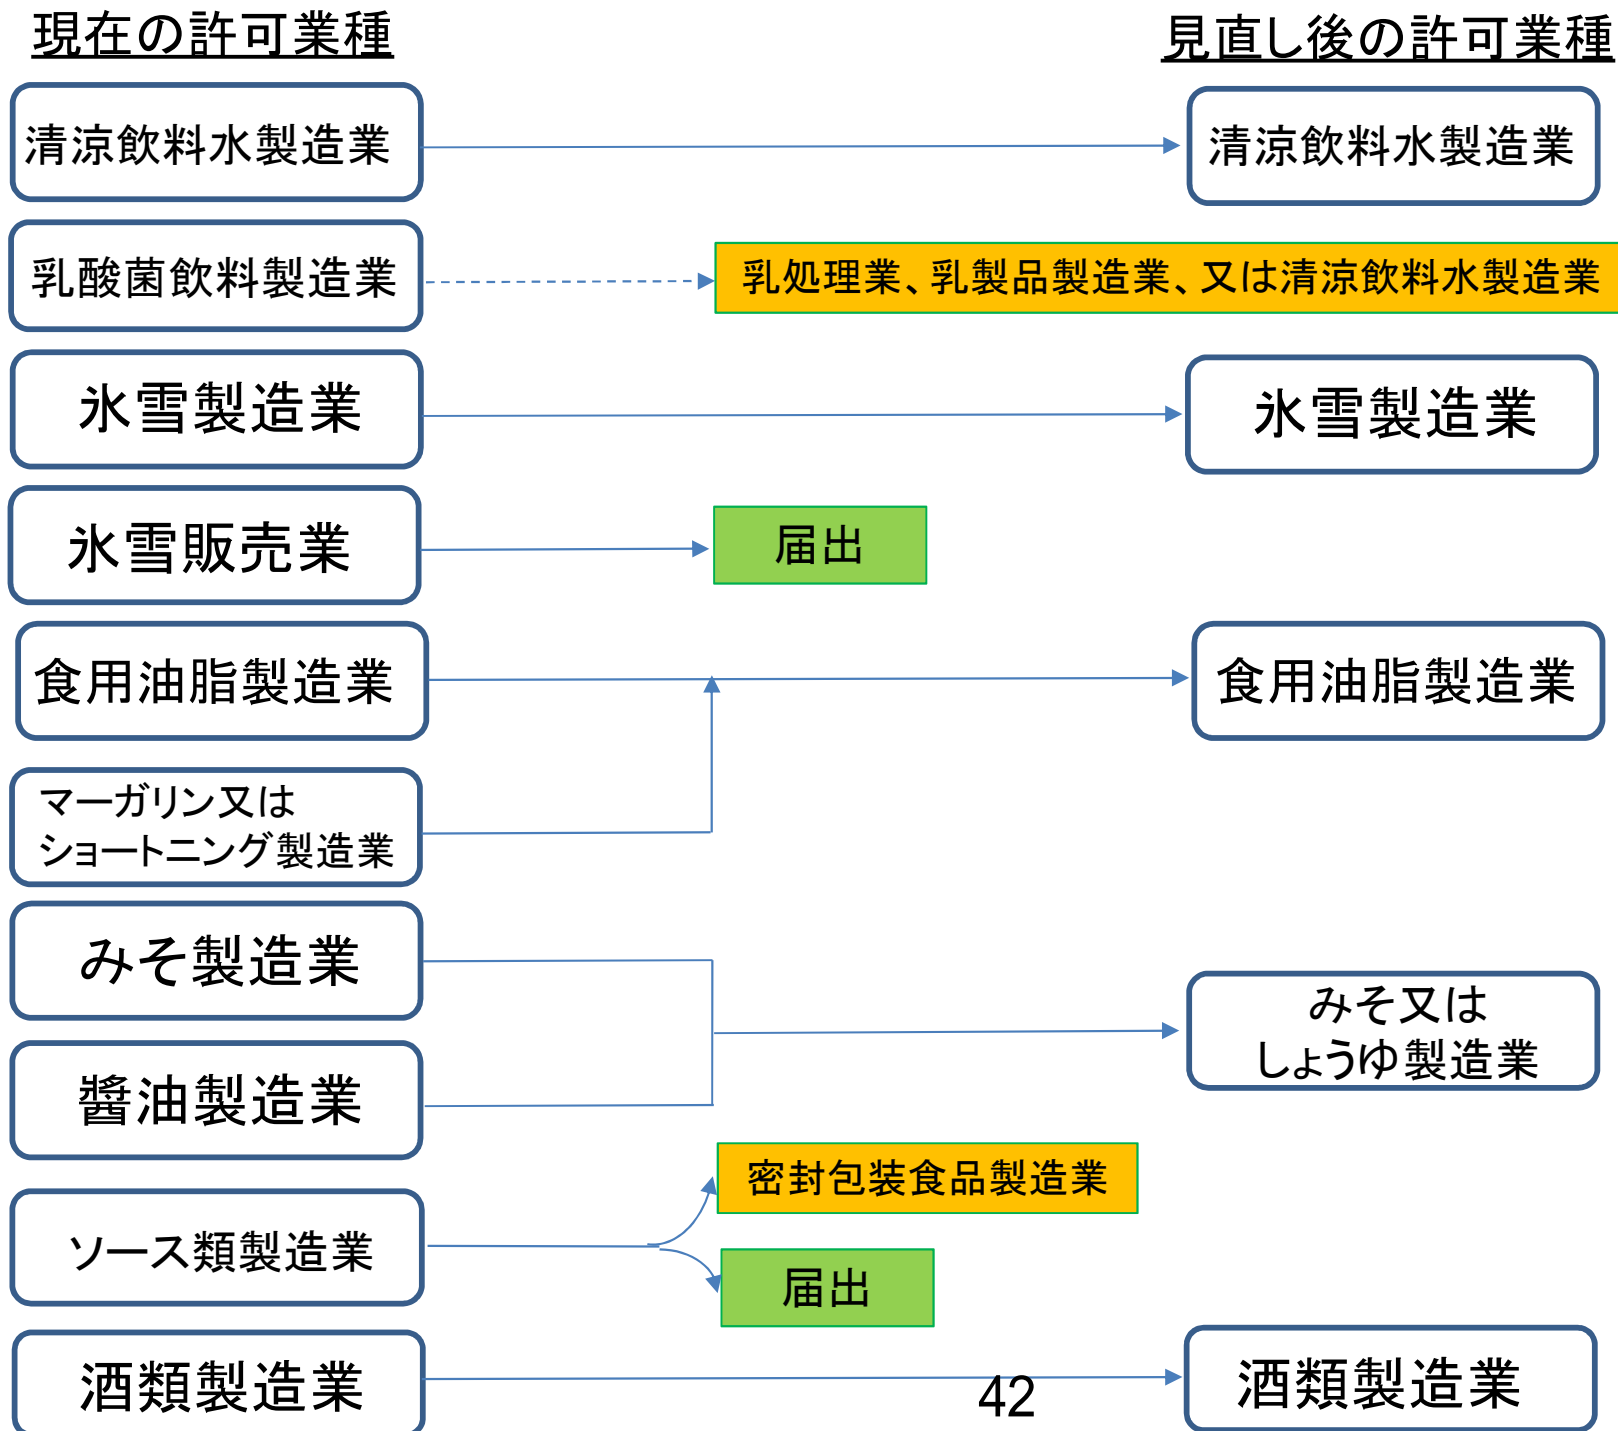 現在の許可業種
見直し後の許可業種
清涼飲料水製造業
清涼飲料水製造業
乳酸菌飲料製造業
乳処理業、乳製品製造業、又は清涼飲料水製造業
氷雪製造業
氷雪製造業
氷雪販売業
届出
食用油脂製造業
食用油脂製造業
マーガリン又は
ショートニング製造業
みそ製造業
みそ又は
しょうゆ製造業
醬油製造業
密封包装食品製造業
ソース類製造業
届出
酒類製造業
42
酒類製造業